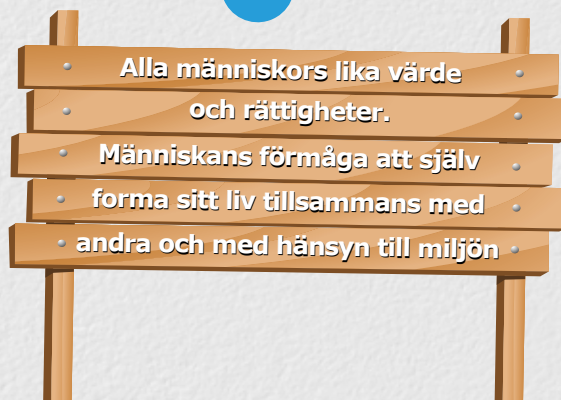 Alla människors lika värde
och rättigheter.
Människans förmåga att själv
forma sitt liv tillsammans med
andra och med hänsyn till miljön